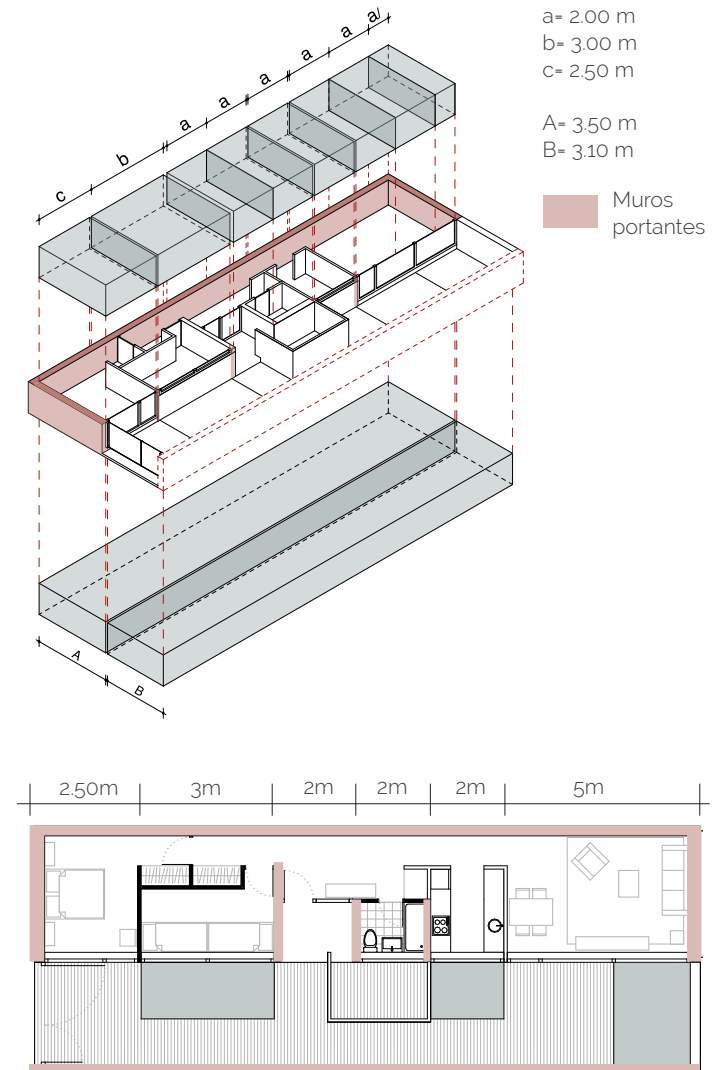 a= 2.00 m
b= 3.00 m
c= 2.50 m
A= 3.50 m
B= 3.10 m
Muros
portantes
c
b
a
a
a
a
a
a/
A
B
2.50m
3m
2m
2m
2m
5m